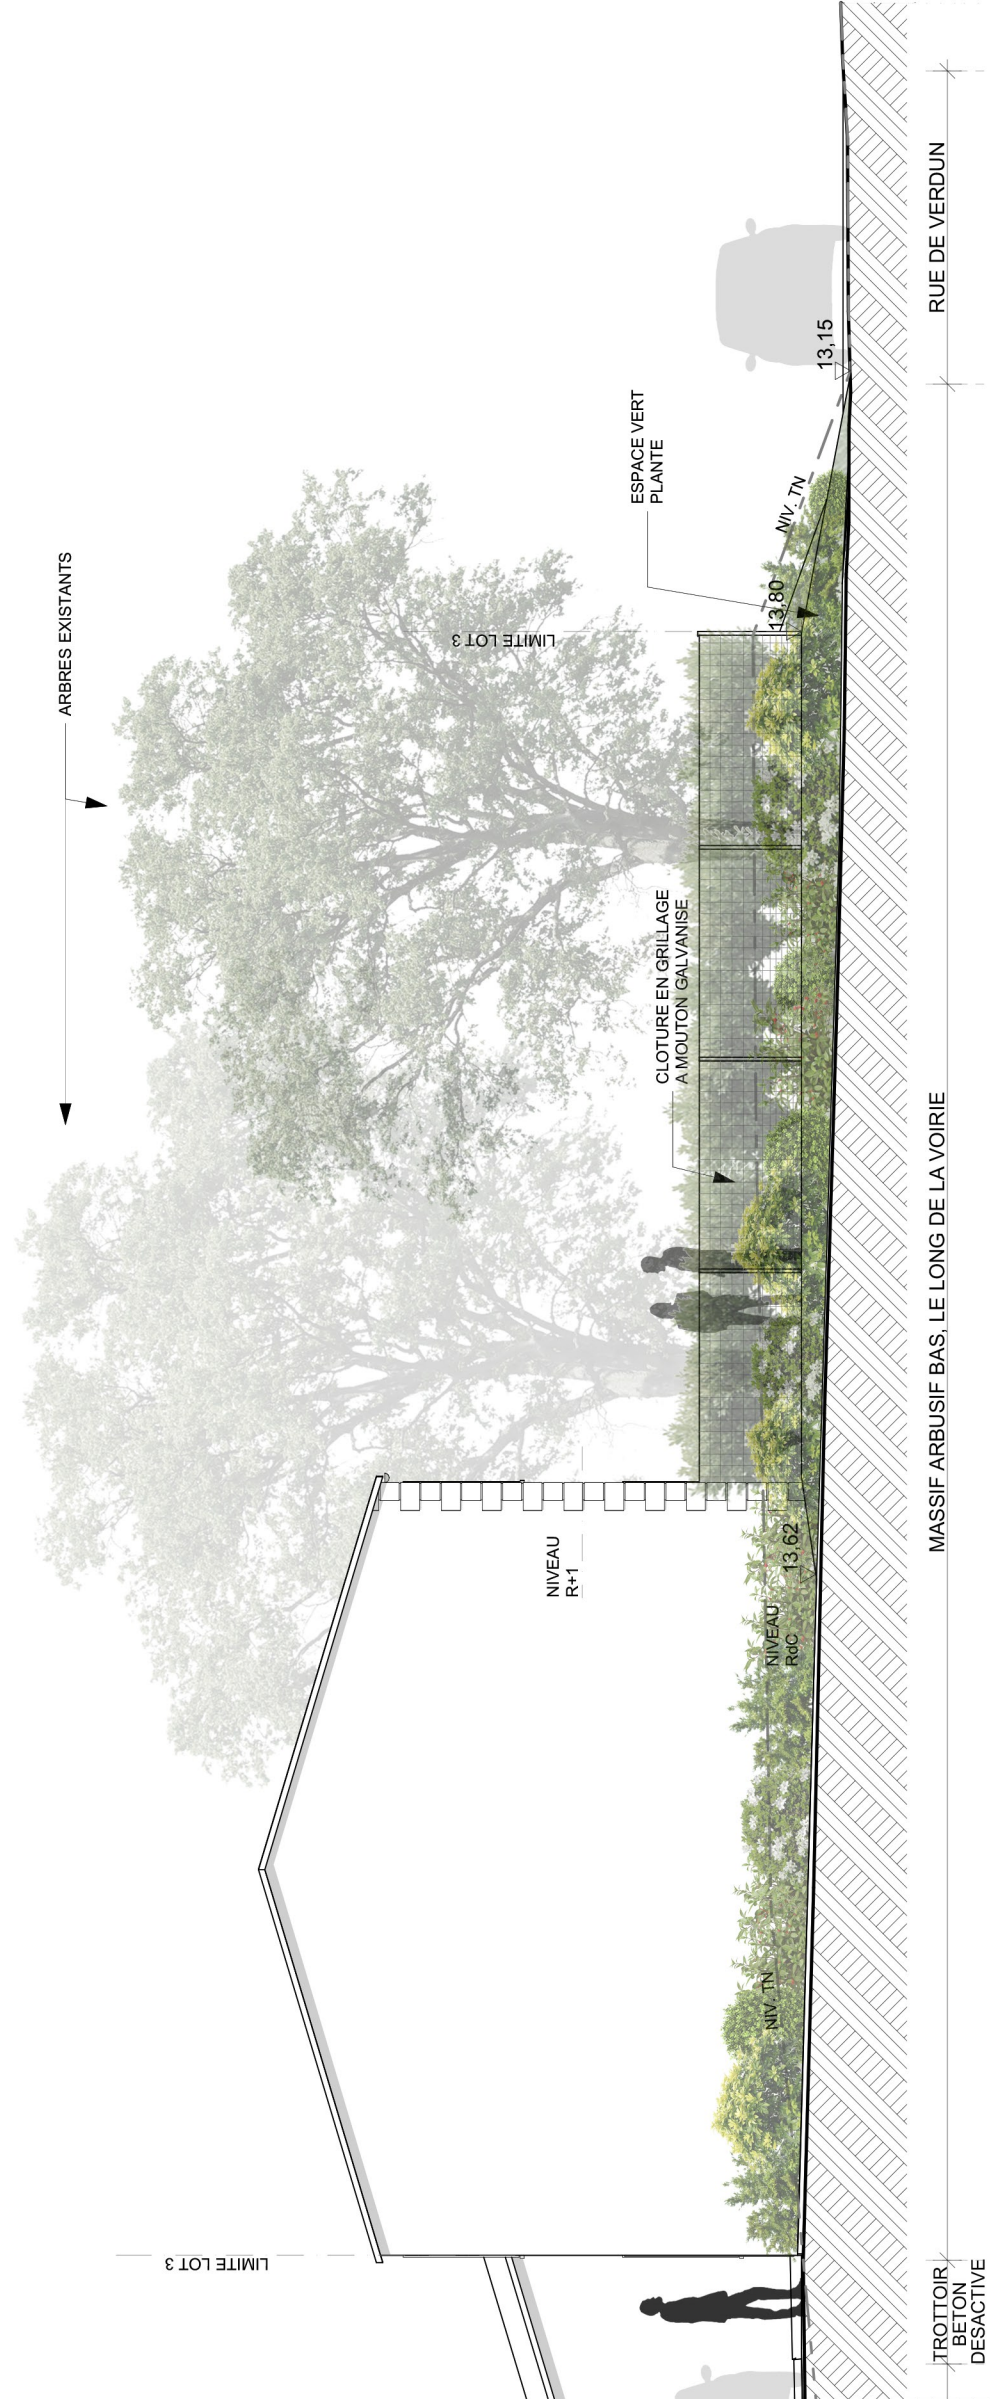 ARBRES EXISTANTS
LIMITE LOT 3
LIMITE LOT 3
NIVEAU
R+1
CLOTURE EN GRILLAGE
A MOUTON GALVANISE
ESPACE VERT
PLANTE
NIV. TN
NIVEAU
RdC
13,62
13,80
NIV. TN
13,15
TROTTOIR
BETON
DESACTIVE
MASSIF ARBUSIF BAS, LE LONG DE LA VOIRIE
RUE DE VERDUN